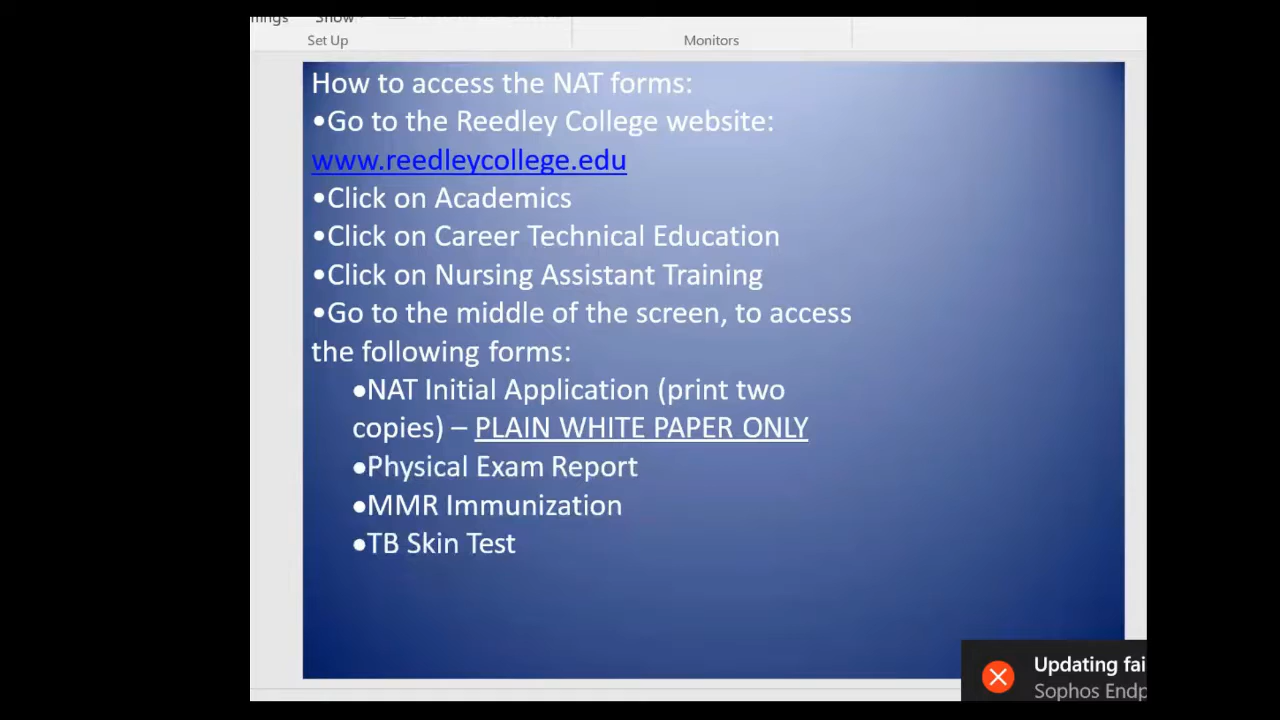 Show
Set Up
Monitors
How to access the NAT forms:
•Go to the Reedley College website:
www.reedleycollege.edu
•Click on Academics
•Click on Career Technical Education
•Click on Nursing Assistant Training
•Go to the middle of the screen, to access
the following forms:
•NAT Initial Application (print two
copies) – PLAIN WHITE PAPER ONLY
•Physical Exam Report
•MMR Immunization
•TB Skin Test
Updating fai
Sophos Endp